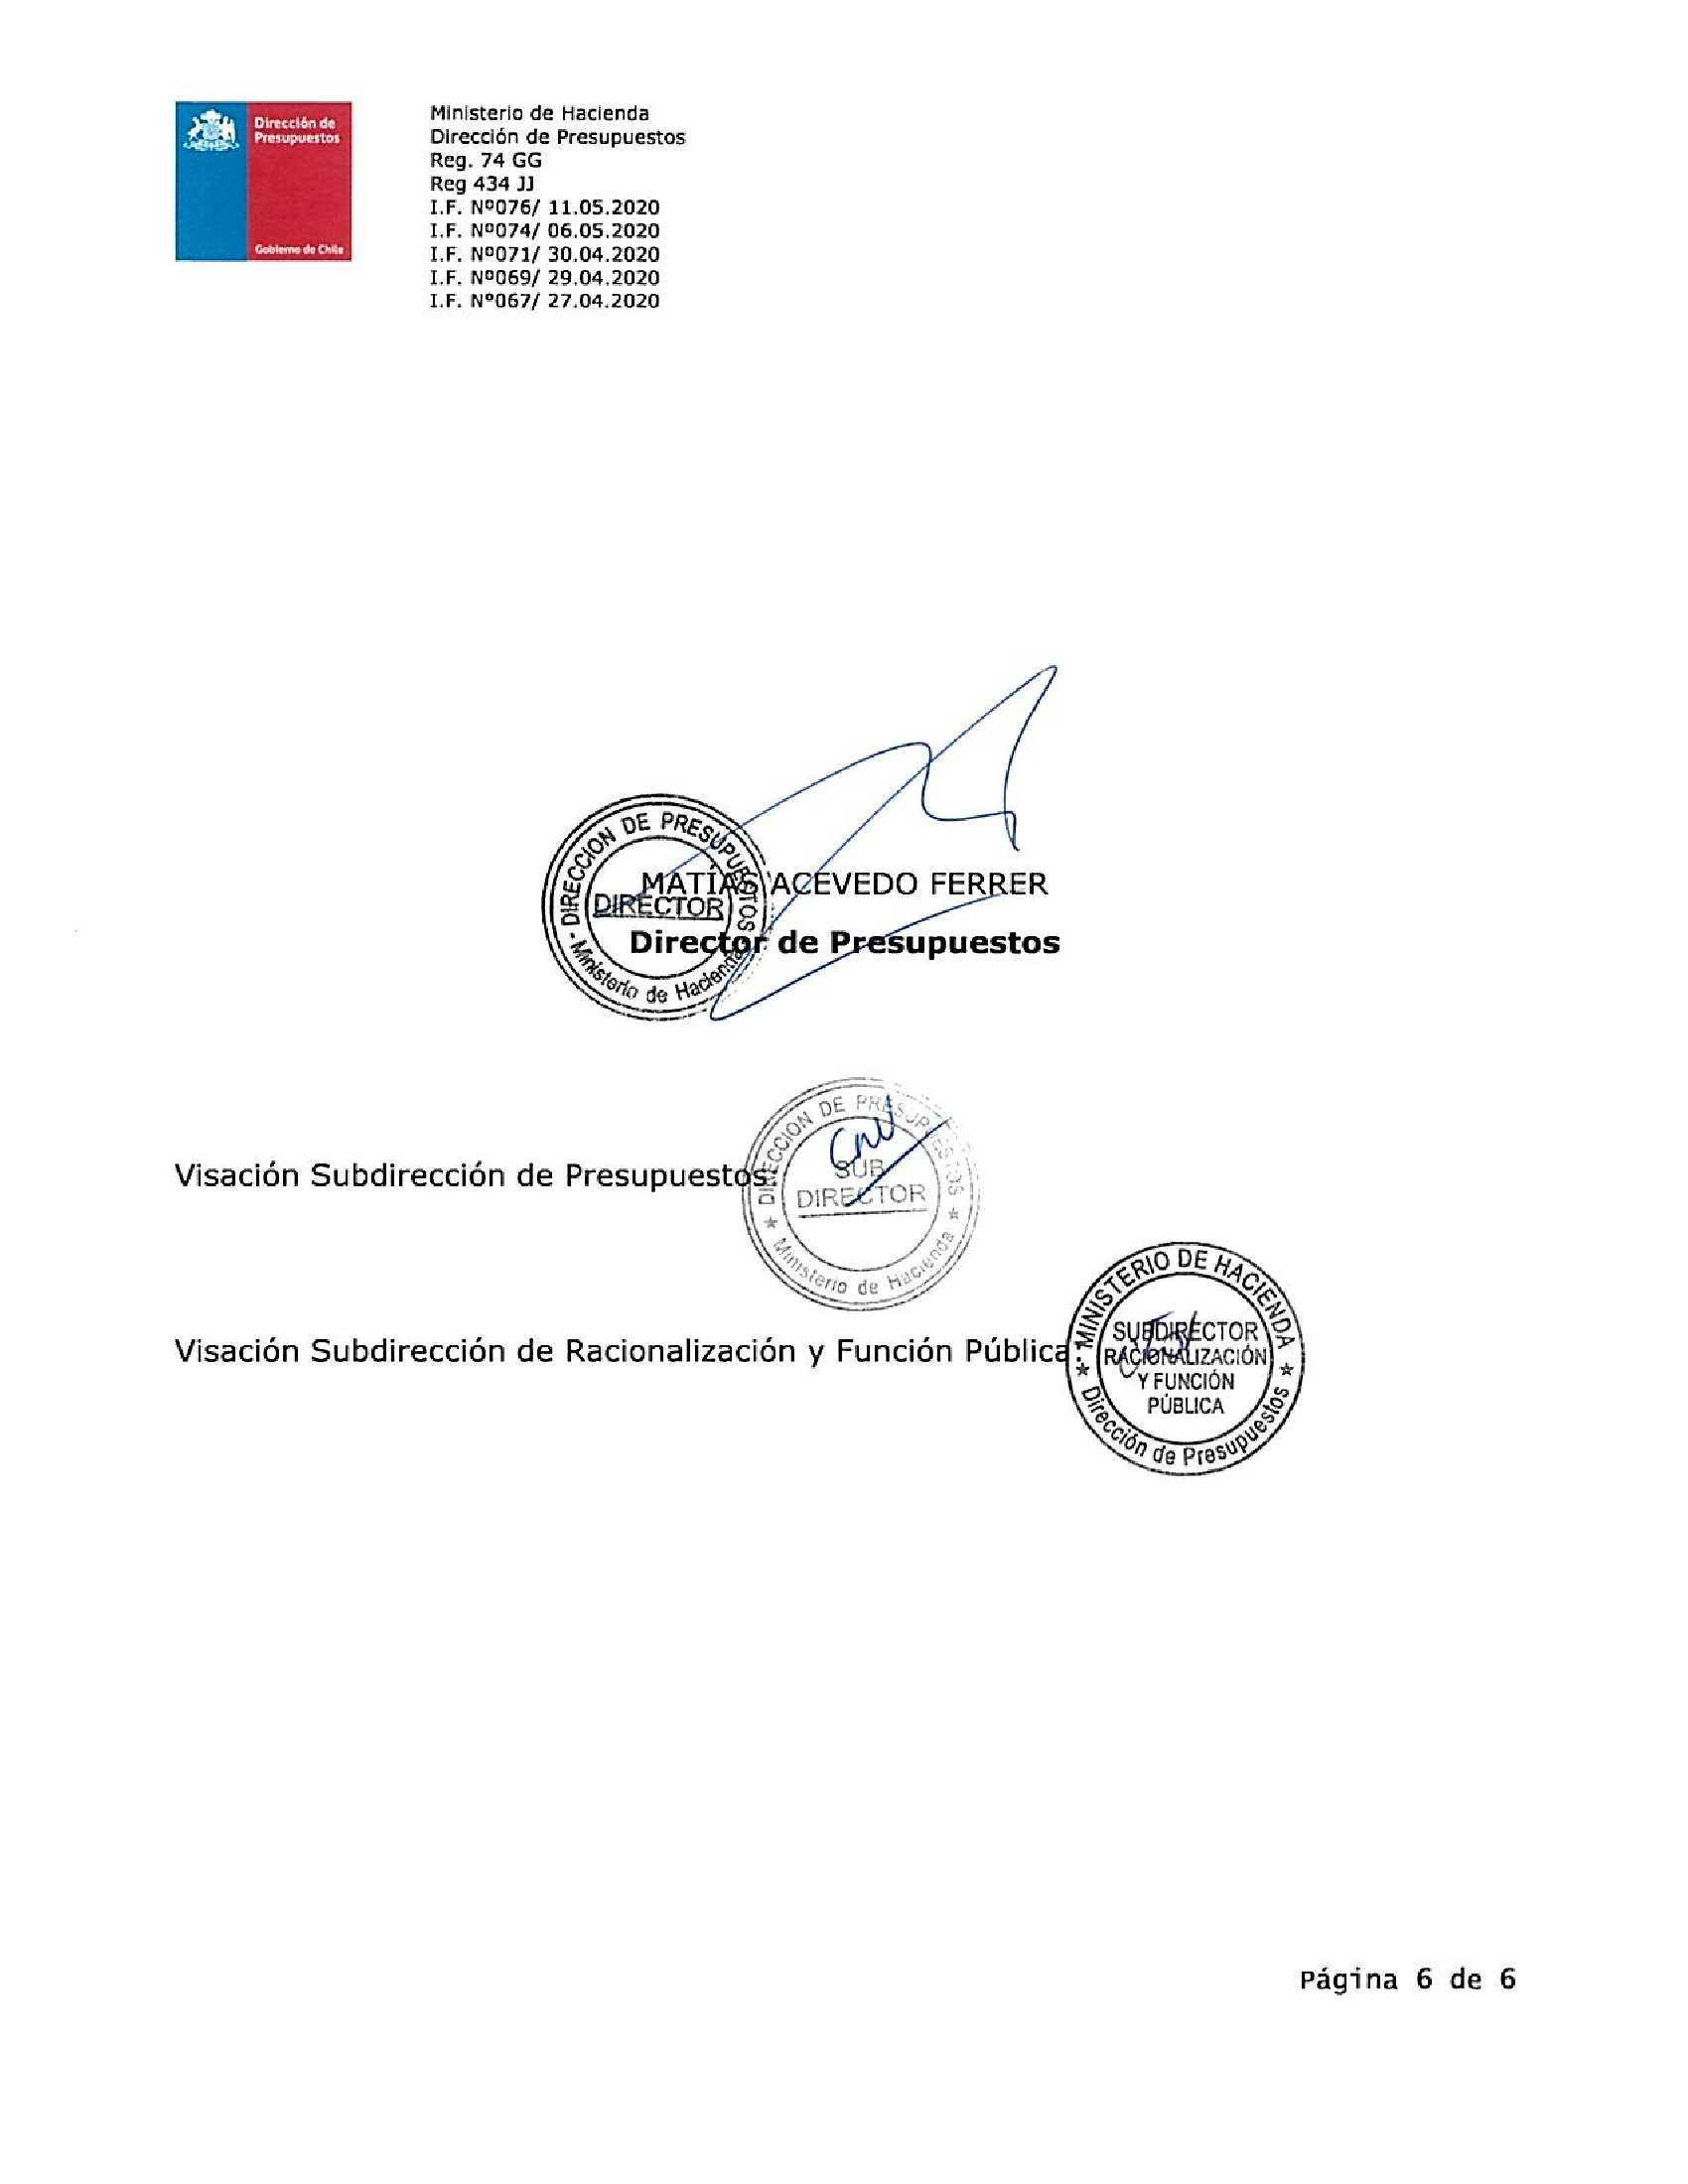 Dirección de
Presupuestos
Gobierno de Chile
Ministerio de Hacienda
Dirección de Presupuestos
Reg. 74 GG
Reg 434 JJ
I.F. Nº076/ 11.05.2020
I.F. Nº074/ 06.05.2020
I.F. Nº071/ 30.04.2020
I.F. Nº069/ 29.04.2020
I.F. N°067/ 27.04.2020
DIRECCION DE PRESUPUESTOS
DIRECTOR
Ministerio de Hacienda
MATÍAS ACEVEDO FERRER
Director de Presupuestos
Visación Subdirección de Presupuestos:
DIRECCION DE PRESUPUESTOS
SUB
DIRECTOR
Ministerio de Hacienda
Visación Subdirección de Racionalización y Función Pública:
MINISTERIO DE HACIENDA
SUBDIRECTOR
RACIONALIZACIÓN
Y FUNCIÓN
PÚBLICA
Dirección de Presupuestos
Página 6 de 6